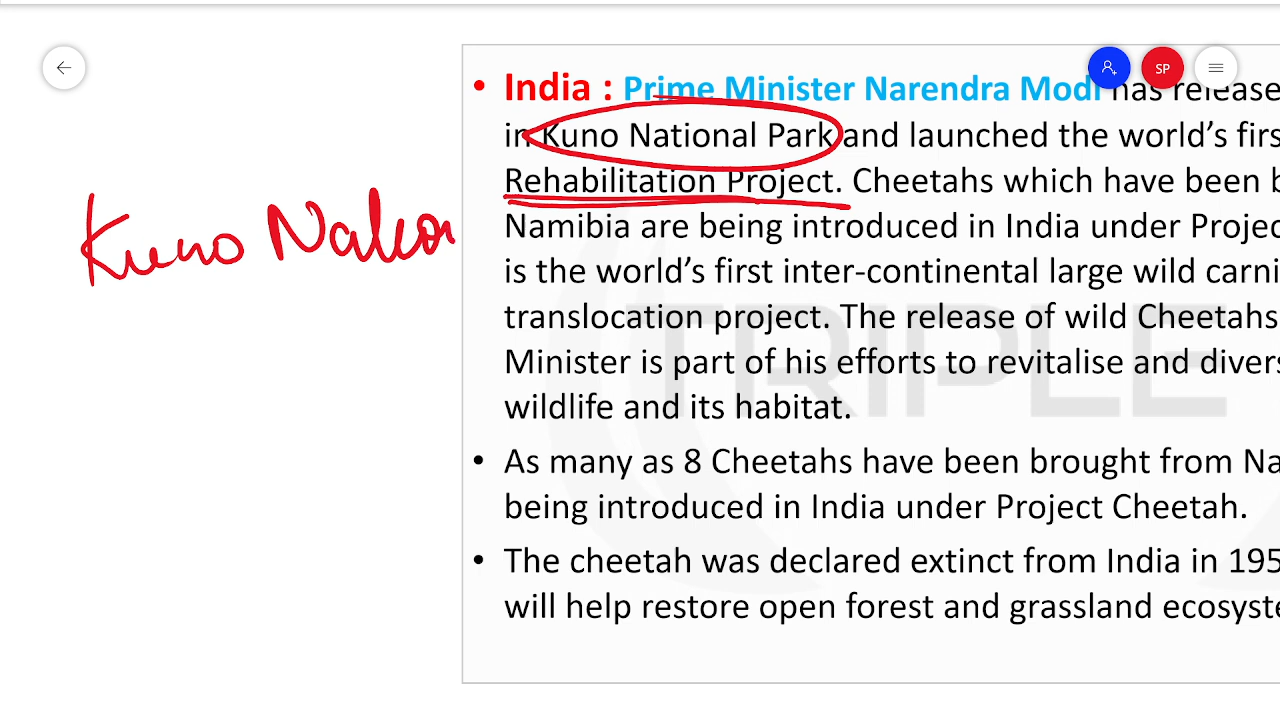 SP
• India : Prime Minister Narendra Modi has release
in Kuno National Park and launched the world's firs
Rehabilitation Project. Cheetahs which have been b
Namibia are being introduced in India under Projec
is the world's first inter-continental large wild carni
translocation project. The release of wild Cheetahs
Minister is part of his efforts to revitalise and divers
wildlife and its habitat.
• As many as 8 Cheetahs have been brought from Na
being introduced in India under Project Cheetah.
• The cheetah was declared extinct from India in 195
will help restore open forest and grassland ecosyste
Kuno Nation
TRIPLE